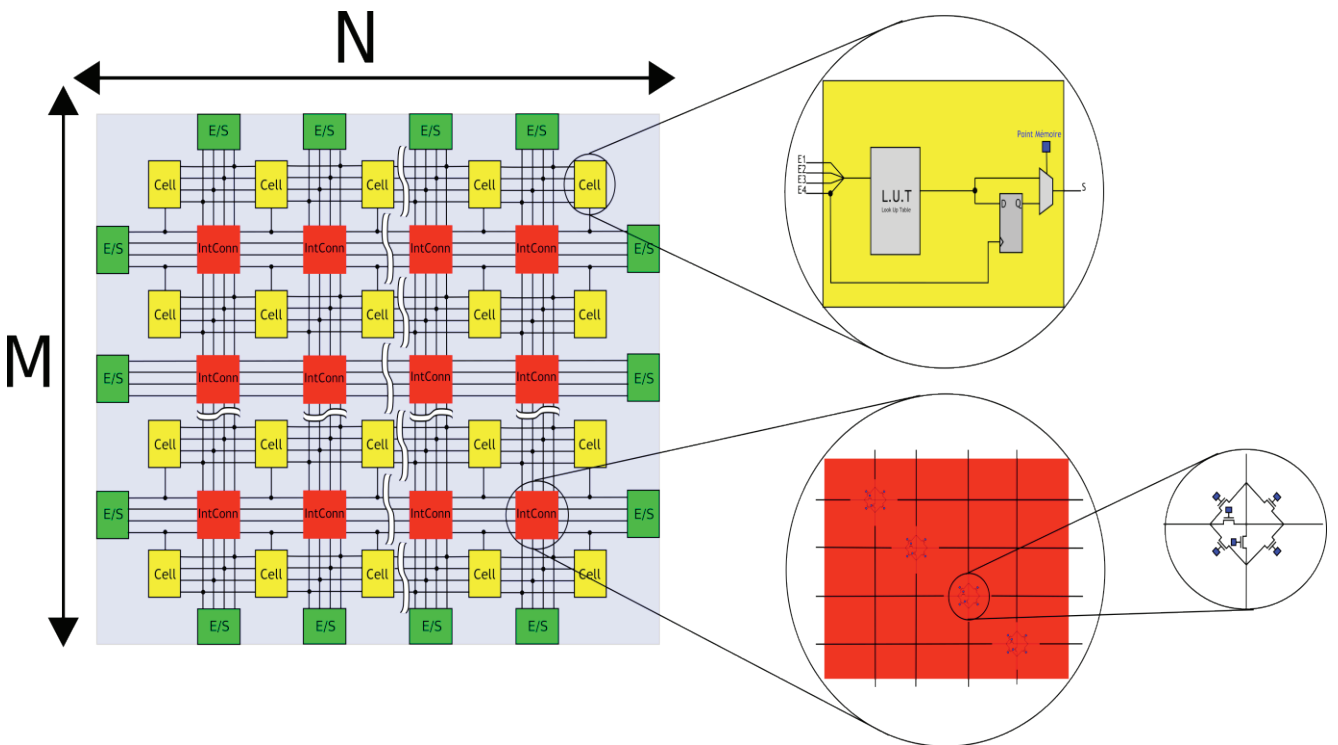 N
M
E/S E/S E/S E/S
Cell Cell Cell Cell Cell
E/S IntConn IntConn IntConn IntConn E/S
Cell Cell Cell Cell Cell
E/S IntConn IntConn IntConn IntConn E/S
Cell Cell Cell Cell Cell
E/S IntConn IntConn IntConn IntConn E/S
Cell Cell Cell Cell Cell
E/S E/S E/S E/S
Point Mémoire
E1
E2
E3
E4
L.U.T
Look Up Table
D Q
S